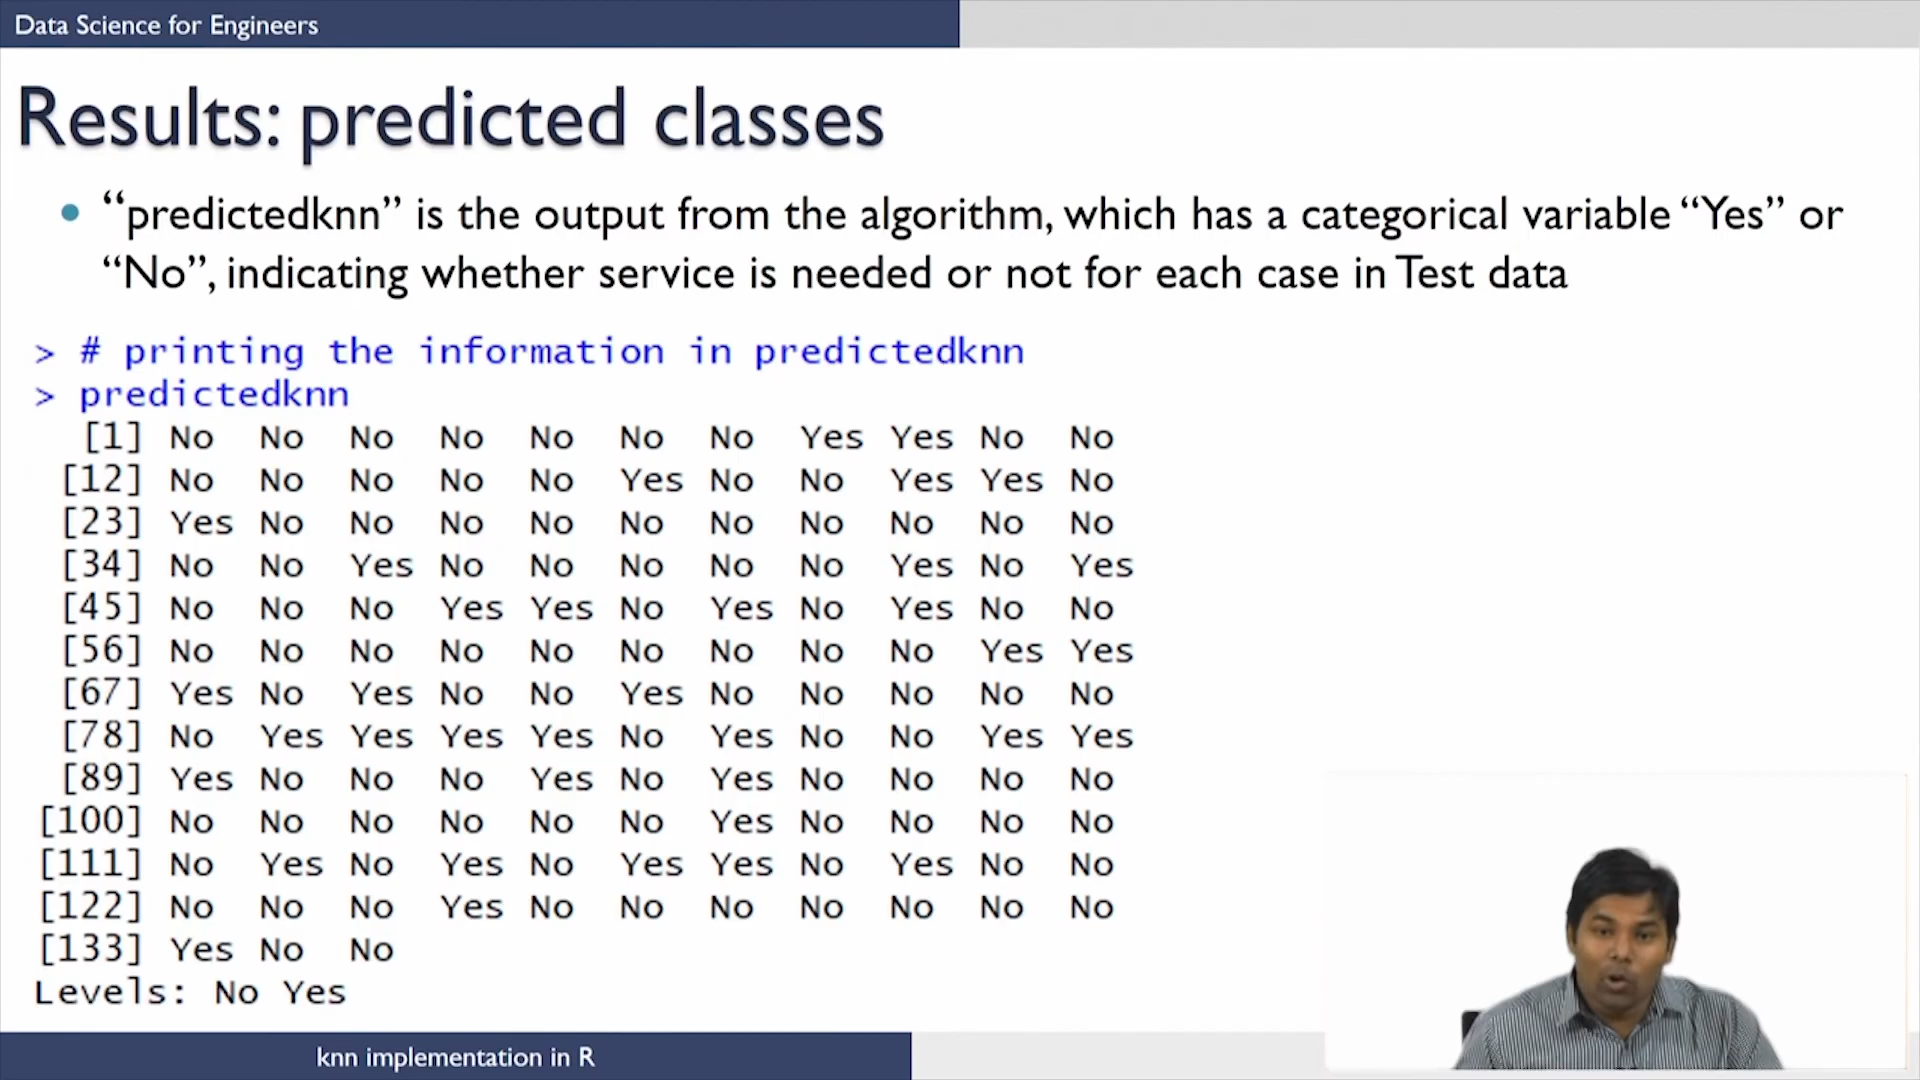 Data Science for Engineers
Results: predicted classes
• “predictedknn” is the output from the algorithm, which has a categorical variable “Yes” or
“No”, indicating whether service is needed or not for each case in Test data
> # printing the information in predictedknn
> predictedknn
[1] No No No No No No No Yes Yes No No
[12] No No No No No Yes No No Yes Yes No
[23] Yes No No No No No No No No No No
[34] No No Yes No No No No No Yes No Yes
[45] No No No Yes Yes No Yes No Yes No No
[56] No No No No No No No No No Yes Yes
[67] Yes No Yes No No Yes No No No No No
[78] No Yes Yes Yes Yes No Yes No No Yes Yes
[89] Yes No No No Yes No Yes No No No No
[100] No No No No No No Yes No No No No
[111] No Yes No Yes No Yes Yes No Yes No No
[122] No No No Yes No No No No No No No
[133] Yes No No
Levels: No Yes
knn implementation in R